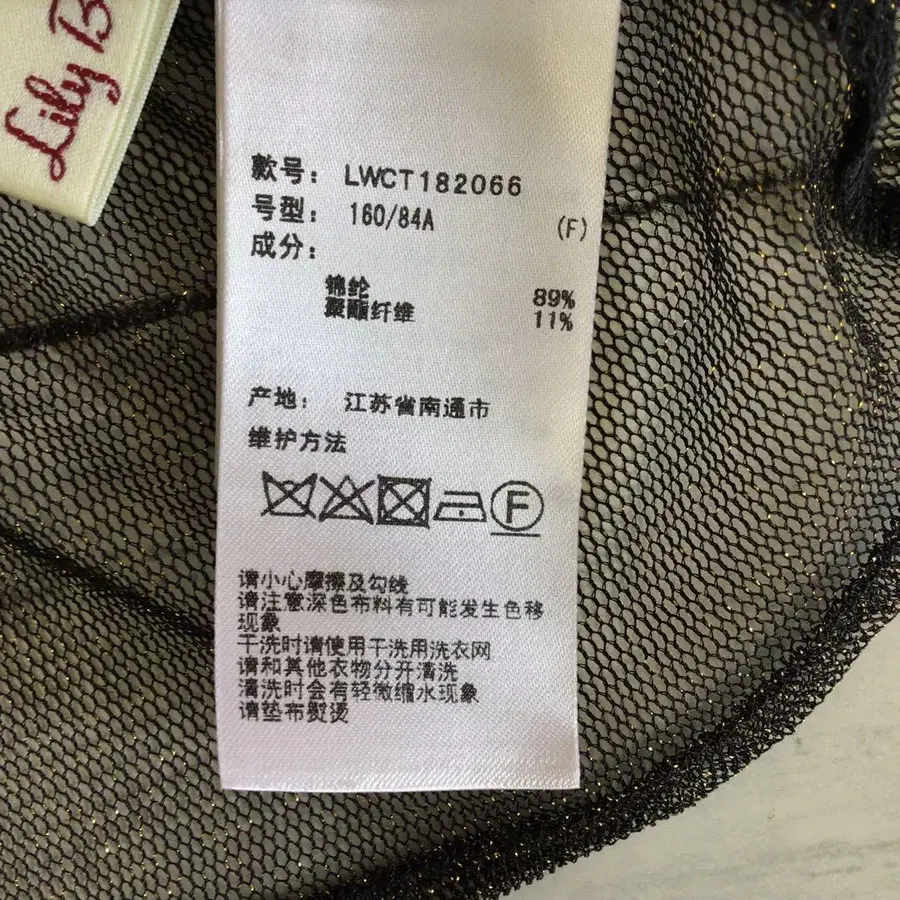 Lily B
款号: LWCT182066
号型: 160/84A (F)
成分:
锦纶 89%
聚酯纤维 11%
产地: 江苏省南通市
维护方法
F
请小心摩擦及勾线
请注意深色布料有可能发生色移
现象
干洗时请使用干洗用洗衣网
请和其他衣物分开清洗
清洗时会有轻微缩水现象
请垫布熨烫